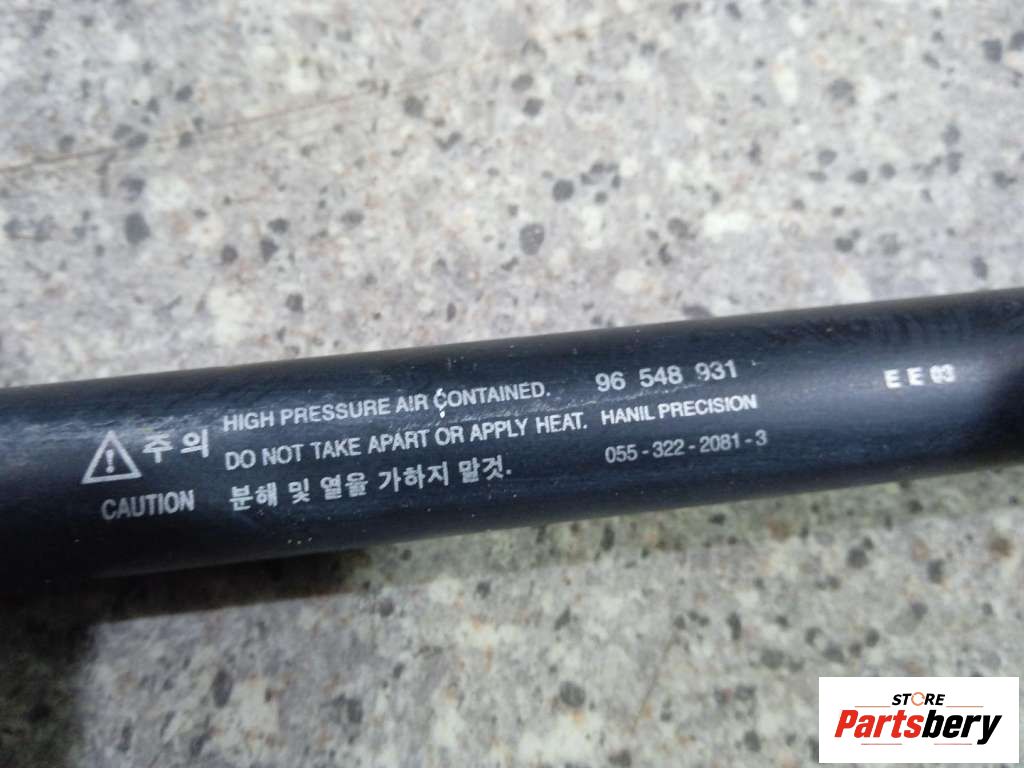 주의
CAUTION
HIGH PRESSURE AIR CONTAINED.
DO NOT TAKE APART OR APPLY HEAT.
분해 및 열을 가하지 말것.
96 548 931
HANIL PRECISION
055-322-2081-3
E E 03
STORE
Partsbery